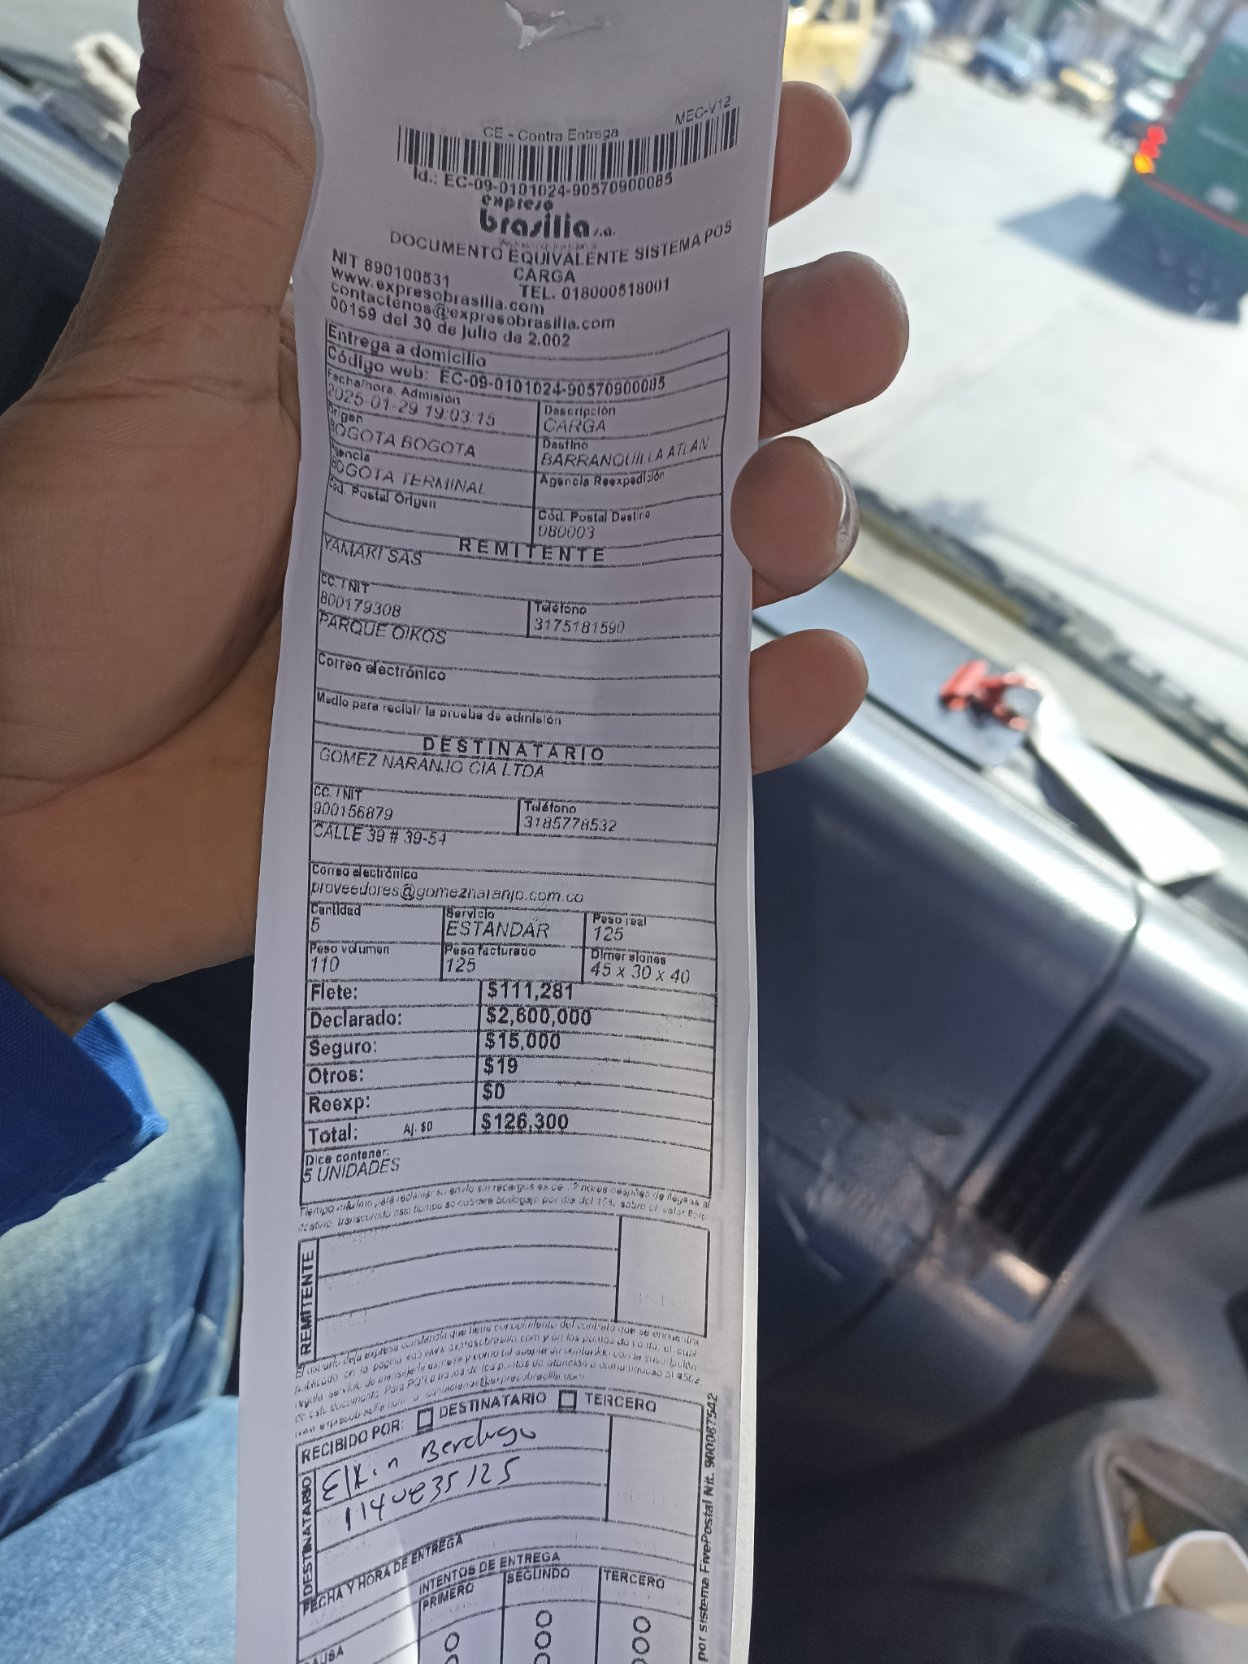 CE - Contra Entrega MEC-V12
Id.: EC-09-0101024-90570900085
expreso
brasilia s.a.
DOCUMENTO EQUIVALENTE SISTEMA POS
CARGA
NIT 890100531 TEL. 018000518001
www.expresobrasilia.com
contactenos@expresobrasilia.com
00159 del 30 de Julio de 2.002
Entrega a domicilio
Código web: EC-09-0101024-90570900085
Fecha/hora. Admisión Descripción
2025-01-29 19:03:15 CARGA
Origen Destino
BOGOTA BOGOTA BARRANQUILLA ATLAN
Agencia Agencia Reexpedición
BOGOTA TERMINAL
Cód. Postal Origen Cód. Postal Destino
080003
REMITENTE
YAMAKI SAS
CC. / NIT Teléfono
800179308 3175181590
PARQUE OIKOS
Correo electrónico
Medio para recibir la prueba de admisión
DESTINATARIO
GOMEZ NARANJO CIA LTDA
CC. / NIT Teléfono
900156879 3185778532
CALLE 39 # 39-54
Correo electrónico
proveedores@gomeznaranjo.com.co
Cantidad Servicio Peso real
5 ESTANDAR 125
Peso volumen Peso facturado Dimensiones
110 125 45 x 30 x 40
Flete: $111,281
Declarado: $2,600,000
Seguro: $15,000
Otros: $19
Reexp: $0
Total: Aj. $0 $126,300
Dice contener:
5 UNIDADES
REMITENTE
RECIBIDO POR: DESTINATARIO TERCERO
DESTINATARIO
Elkin Berdugo
FECHA Y HORA DE ENTREGA
INTENTOS DE ENTREGA
PRIMERO SEGUNDO TERCERO
por sistema FivePostal Nit. 900087542